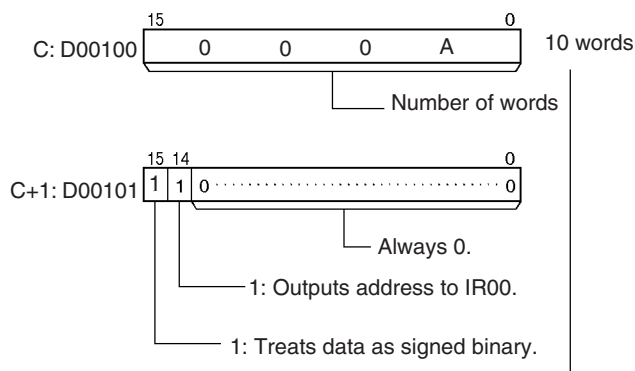 15 0
C: D00100 0 0 0 A 10 words
Number of words
15 14 0
C+1: D00101 1 1 0 ································· 0
Always 0.
1: Outputs address to IR00.
1: Treats data as signed binary.